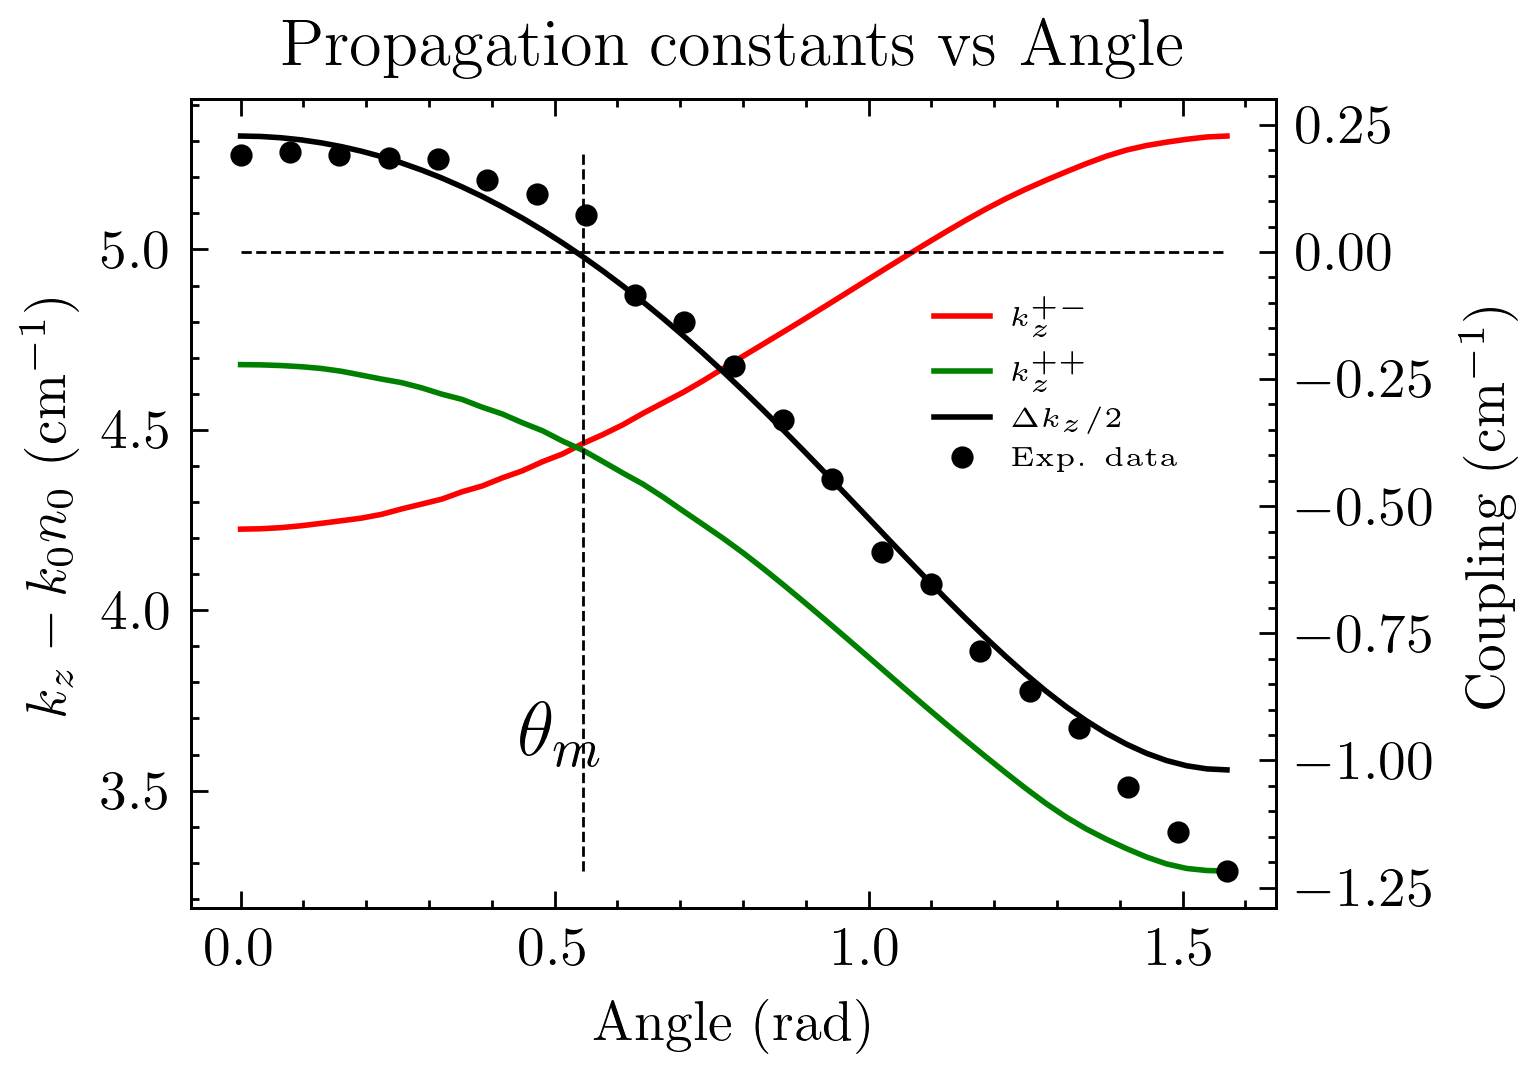 Propagation constants vs Angle
k_z − k_0n_0 (cm^{−1})
5.0
4.5
4.0
3.5
0.0
0.5
1.0
1.5
Angle (rad)
θ_m
k_z^{+−}
k_z^{++}
Δk_z/2
Exp. data
0.25
0.00
−0.25
−0.50
−0.75
−1.00
−1.25
Coupling (cm^{−1})